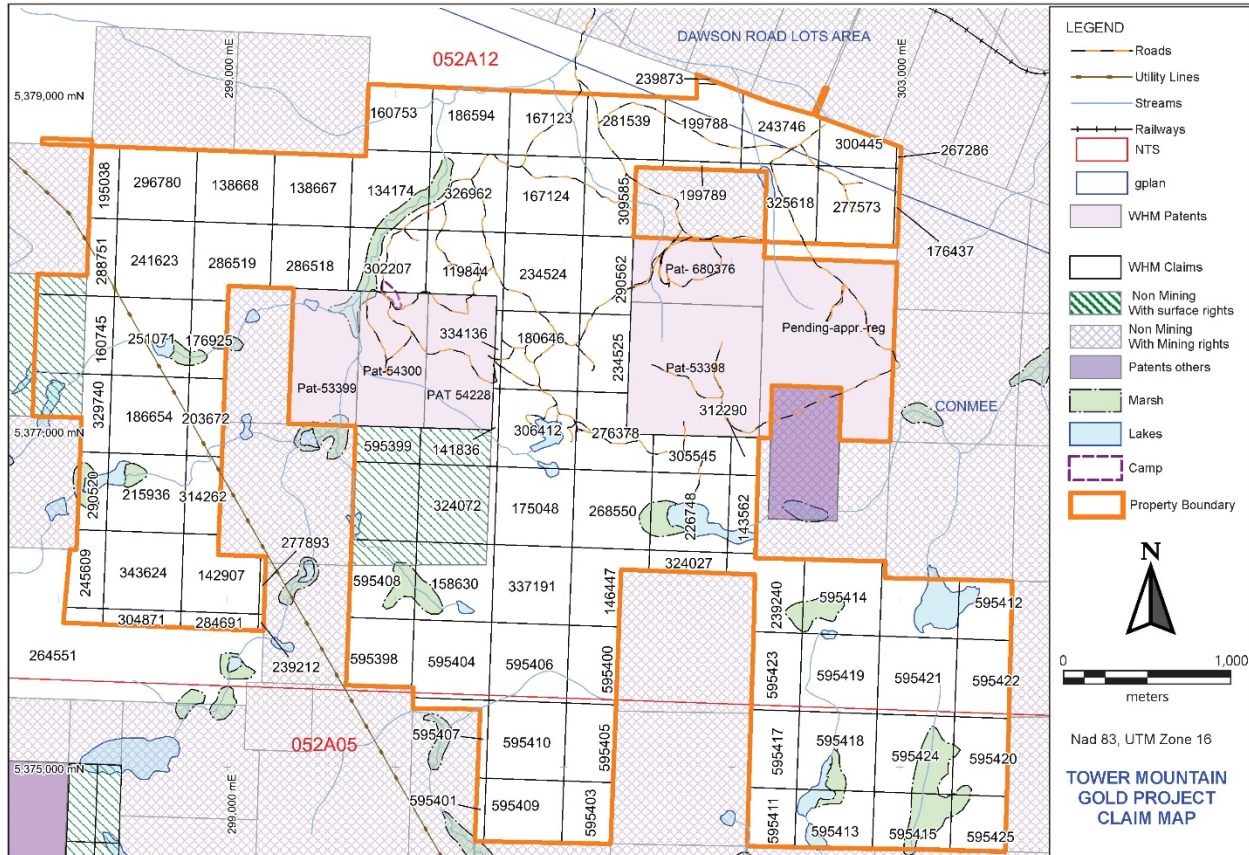 DAWSON ROAD LOTS AREA
052A12
299,000 mE
303,000 mE
5,379,000 mN
239873
160753
186594
167123
281539
199788
243746
300445
267286
195038
296780
138668
138667
134174
326962
167124
309585
199789
325618
277573
176437
288751
241623
286519
286518
302207
119844
234524
290562
Pat- 680376
160745
251071
176925
334136
180646
234525
Pending-appr.-reg
329740
186654
203672
Pat-53399
Pat-54300
PAT 54228
Pat-53398
312290
CONMEE
5,377,000 mN
595399
141836
306412
276378
305545
290520
215936
314262
324072
175048
268550
226748
143562
277893
245609
343624
142907
595408
158630
337191
146447
324027
239240
595414
595412
304871
284691
264551
239212
595398
595404
595406
595400
595423
595419
595421
595422
052A05
595407
595410
595405
595417
595418
595424
595420
5,375,000 mN
299,000 mE
595401
595409
595403
595411
595413
595415
595425
LEGEND
Roads
Utility Lines
Streams
Railways
NTS
gplan
WHM Patents
WHM Claims
Non Mining
With surface rights
Non Mining
With Mining rights
Patents others
Marsh
Lakes
Camp
Property Boundary
N
0 1,000
meters
Nad 83, UTM Zone 16
TOWER MOUNTAIN
GOLD PROJECT
CLAIM MAP